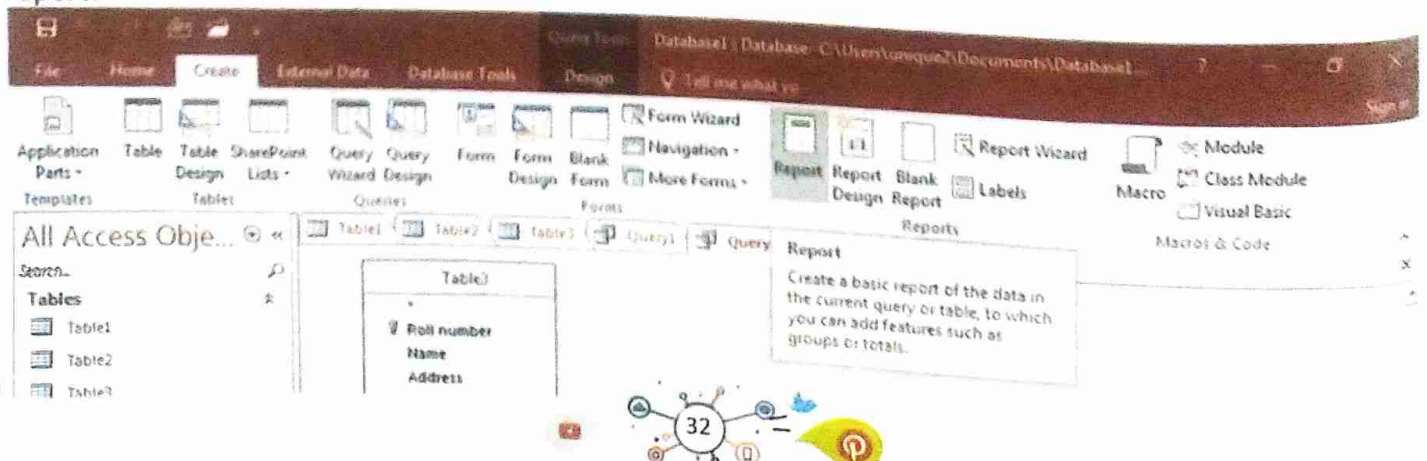 Query Tools
Database1 : Database- C:\Users\unique2\Documents\Database1...
?
File Home Create External Data Database Tools Design Tell me what yo
Sign in
Application Parts
Table
Table Design
SharePoint Lists
Query Wizard
Query Design
Form
Form Design
Blank Form
Form Wizard
Navigation
More Forms
Report
Report Design
Blank Report
Report Wizard
Labels
Macro
Module
Class Module
Visual Basic
Templates Tables Queries Forms Reports Macros & Code
All Access Obje...
Search...
Tables
Table1
Table2
Table3
Table1 Table2 Table3 Query1 Query
Table3
*
Roll number
Name
Address
Report
Create a basic report of the data in
the current query or table, to which
you can add features such as
groups or totals.
32